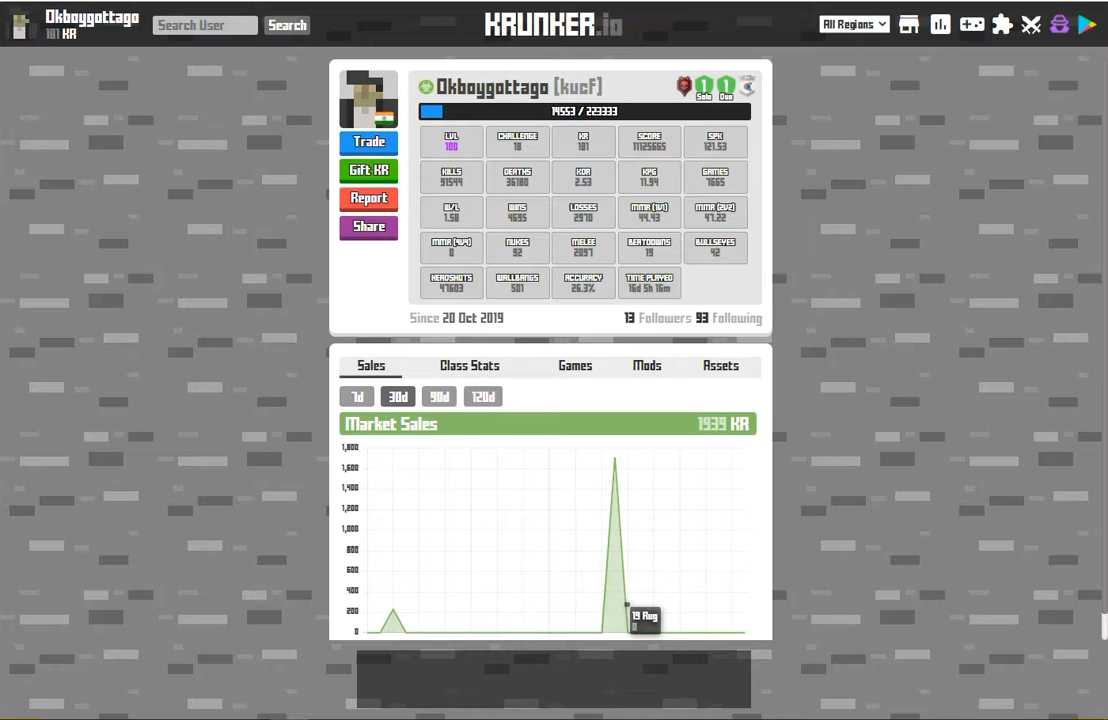 Okboygottago
181 KR
Search User
Search
KRUNKER.io
All Regions
Okboygottago [kucf]
1
Solo
1
Duo
14553 / 223333
Trade
Gift KR
Report
Share
LVL
100
CHALLENGE
18
KR
181
SCORE
11125665
SPK
121.53
KILLS
91544
DEATHS
36180
KDR
2.53
KPG
11.94
GAMES
7665
W/L
1.58
WINS
4695
LOSSES
2970
MMR (1v1)
44.43
MMR (2v2)
47.22
MMR (4v4)
0
NUKES
92
MELEE
2097
BEATDOWNS
19
BULLSEYES
42
HEADSHOTS
47603
WALLBANGS
501
ACCURACY
26.3%
TIME PLAYED
16d 5h 16m
Since 20 Oct 2019
13 Followers 93 Following
Sales
Class Stats
Games
Mods
Assets
7d
30d
90d
120d
Market Sales
1939 KR
1,800
1,600
1,400
1,200
1,000
800
600
400
200
0
19 Aug
0